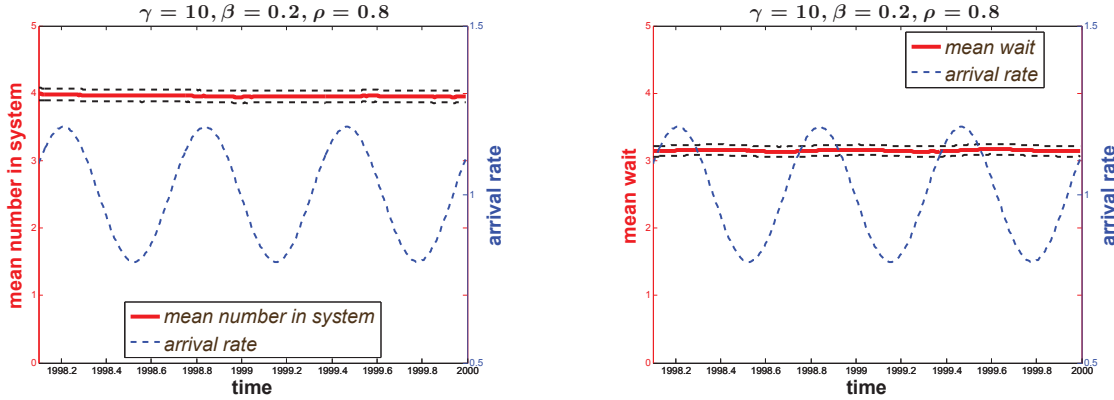 γ = 10, β = 0.2, ρ = 0.8
5
4
3
2
1
0
mean number in system
1.5
1
0.5
arrival rate
mean number in system
arrival rate
1998.2 1998.4 1998.6 1998.8 1999 1999.2 1999.4 1999.6 1999.8 2000
time
γ = 10, β = 0.2, ρ = 0.8
5
4
3
2
1
0
mean wait
1.5
1
0.5
arrival rate
mean wait
arrival rate
1998.2 1998.4 1998.6 1998.8 1999 1999.2 1999.4 1999.6 1999.8 2000
time